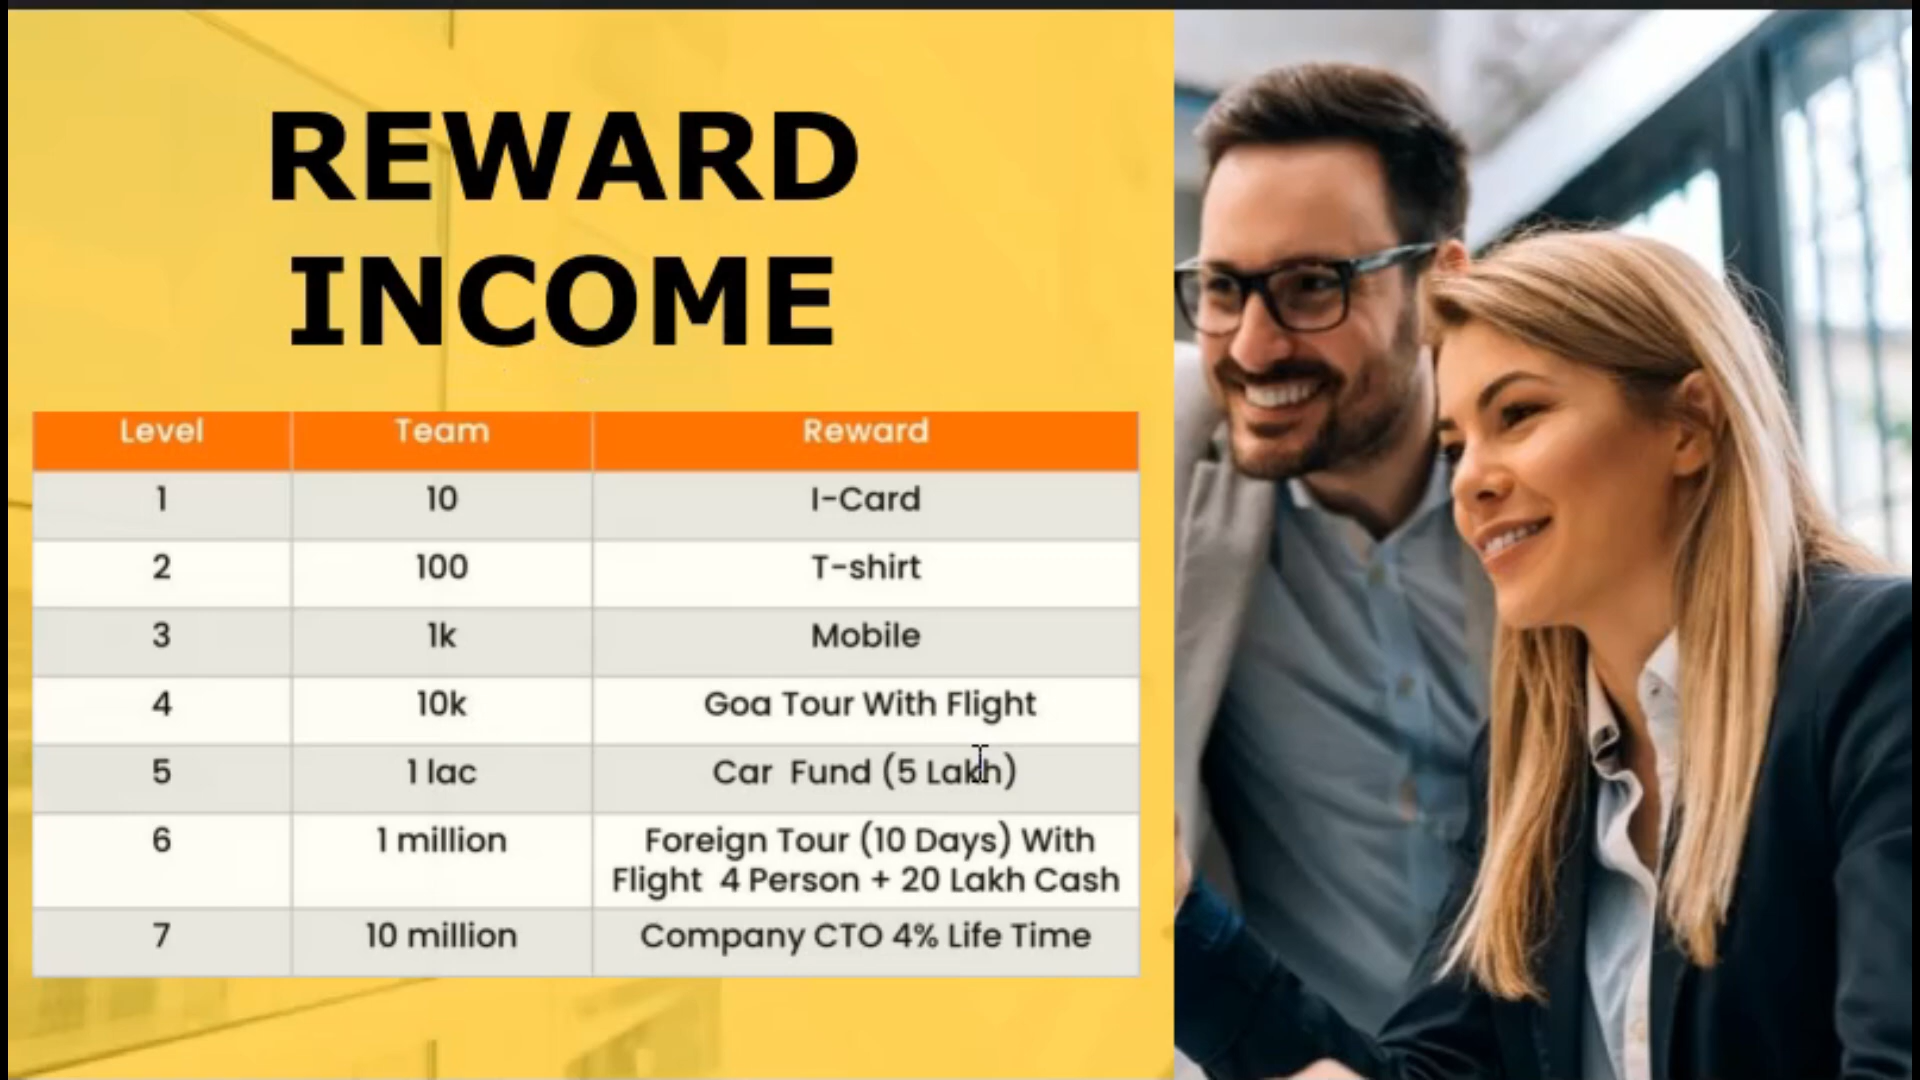 REWARD
INCOME
Level Team Reward
1 10 I-Card
2 100 T-shirt
3 1k Mobile
4 10k Goa Tour With Flight
5 1 lac Car Fund (5 Lakh)
6 1 million Foreign Tour (10 Days) With
Flight 4 Person + 20 Lakh Cash
7 10 million Company CTO 4% Life Time